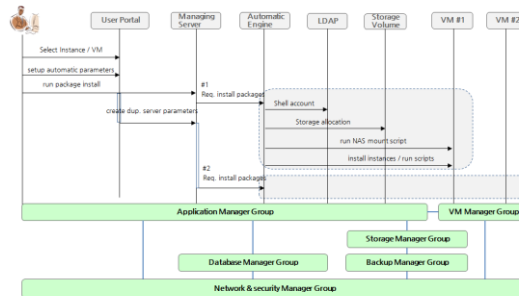 User Portal
Managing
Server
Automatic
Engine
LDAP
Storage
Volume
VM #1
VM #2
Select Instance / VM
setup automatic parameters
run package install
#1
Req. install packages
Shell account
create dup. server parameters
Storage allocation
run NAS mount script
install instances / run scripts
#2
Req. install packages
Application Manager Group
VM Manager Group
Storage Manager Group
Database Manager Group
Backup Manager Group
Network & security Manager Group